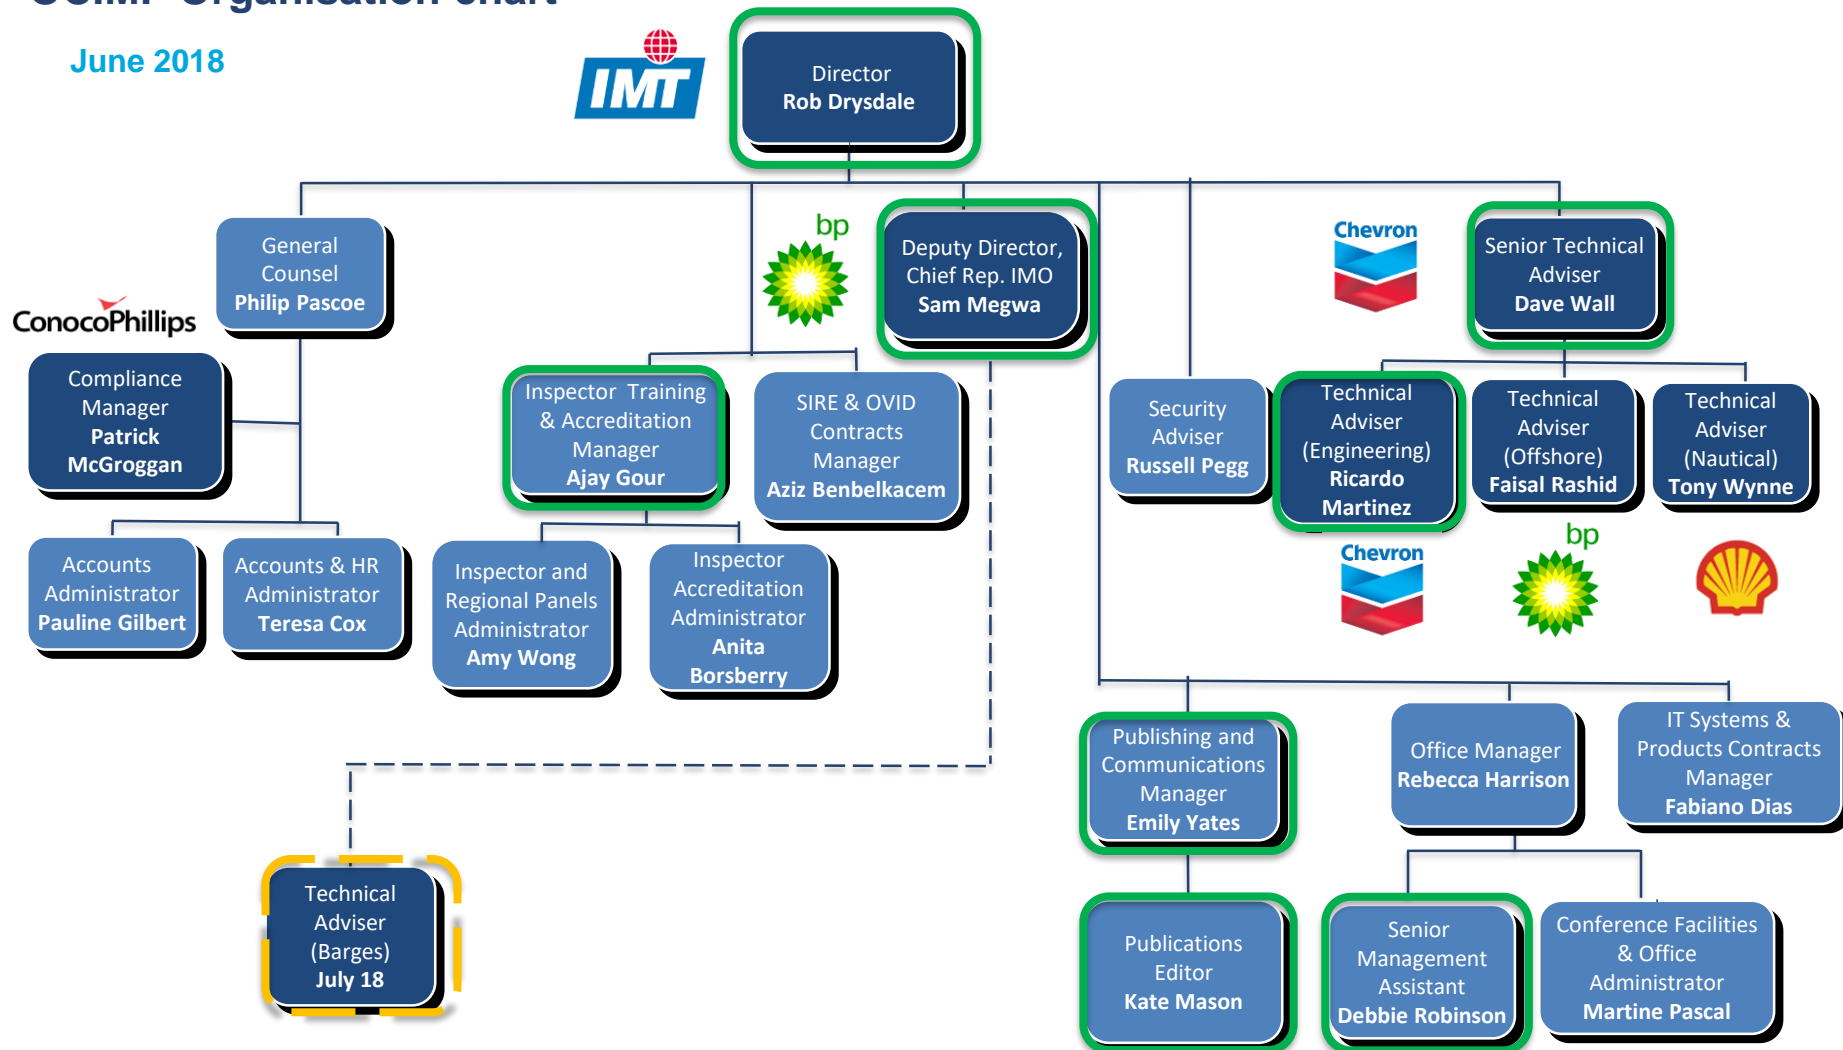 June 2018
IMT
Director
Rob Drysdale
General
Counsel
Philip Pascoe
bp
Deputy Director,
Chief Rep. IMO
Sam Megwa
Chevron
Senior Technical
Adviser
Dave Wall
ConocoPhillips
Compliance
Manager
Patrick
McGroggan
Inspector Training
& Accreditation
Manager
Ajay Gour
SIRE & OVID
Contracts
Manager
Aziz Benbelkacem
Security
Adviser
Russell Pegg
Technical
Adviser
(Engineering)
Ricardo
Martinez
Technical
Adviser
(Offshore)
Faisal Rashid
Technical
Adviser
(Nautical)
Tony Wynne
Accounts
Administrator
Pauline Gilbert
Accounts & HR
Administrator
Teresa Cox
Inspector and
Regional Panels
Administrator
Amy Wong
Inspector
Accreditation
Administrator
Anita
Borsberry
Chevron
bp
Publishing and
Communications
Manager
Emily Yates
Office Manager
Rebecca Harrison
IT Systems &
Products Contracts
Manager
Fabiano Dias
Technical
Adviser
(Barges)
July 18
Publications
Editor
Kate Mason
Senior
Management
Assistant
Debbie Robinson
Conference Facilities
& Office
Administrator
Martine Pascal